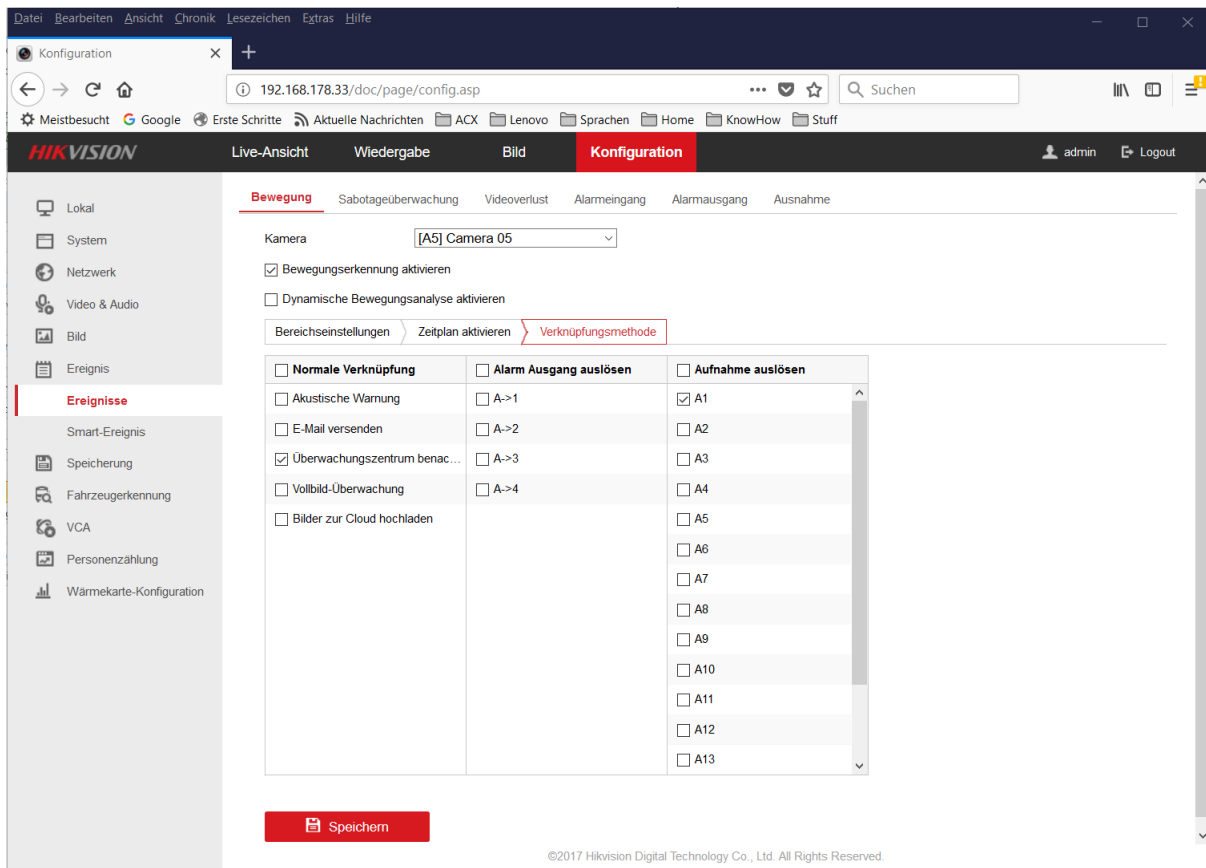 Datei Bearbeiten Ansicht Chronik Lesezeichen Extras Hilfe
Konfiguration
192.168.178.33/doc/page/config.asp
Suchen
Meistbesucht Google Erste Schritte Aktuelle Nachrichten ACX Lenovo Sprachen Home KnowHow Stuff
HIKVISION Live-Ansicht Wiedergabe Bild Konfiguration admin Logout
Lokal
System
Netzwerk
Video & Audio
Bild
Ereignis
Ereignisse
Smart-Ereignis
Speicherung
Fahrzeugerkennung
VCA
Personenzählung
Wärmekarte-Konfiguration
Bewegung Sabotageüberwachung Videoverlust Alarmeingang Alarmausgang Ausnahme
Kamera [A5] Camera 05
Bewegungserkennung aktivieren
Dynamische Bewegungsanalyse aktivieren
Bereichseinstellungen Zeitplan aktivieren Verknüpfungsmethode
Normale Verknüpfung Alarm Ausgang auslösen Aufnahme auslösen
Akustische Warnung A->1 A1
E-Mail versenden A->2 A2
Überwachungszentrum benac... A->3 A3
Vollbild-Überwachung A->4 A4
Bilder zur Cloud hochladen A5
A6
A7
A8
A9
A10
A11
A12
A13
Speichern
©2017 Hikvision Digital Technology Co., Ltd. All Rights Reserved.